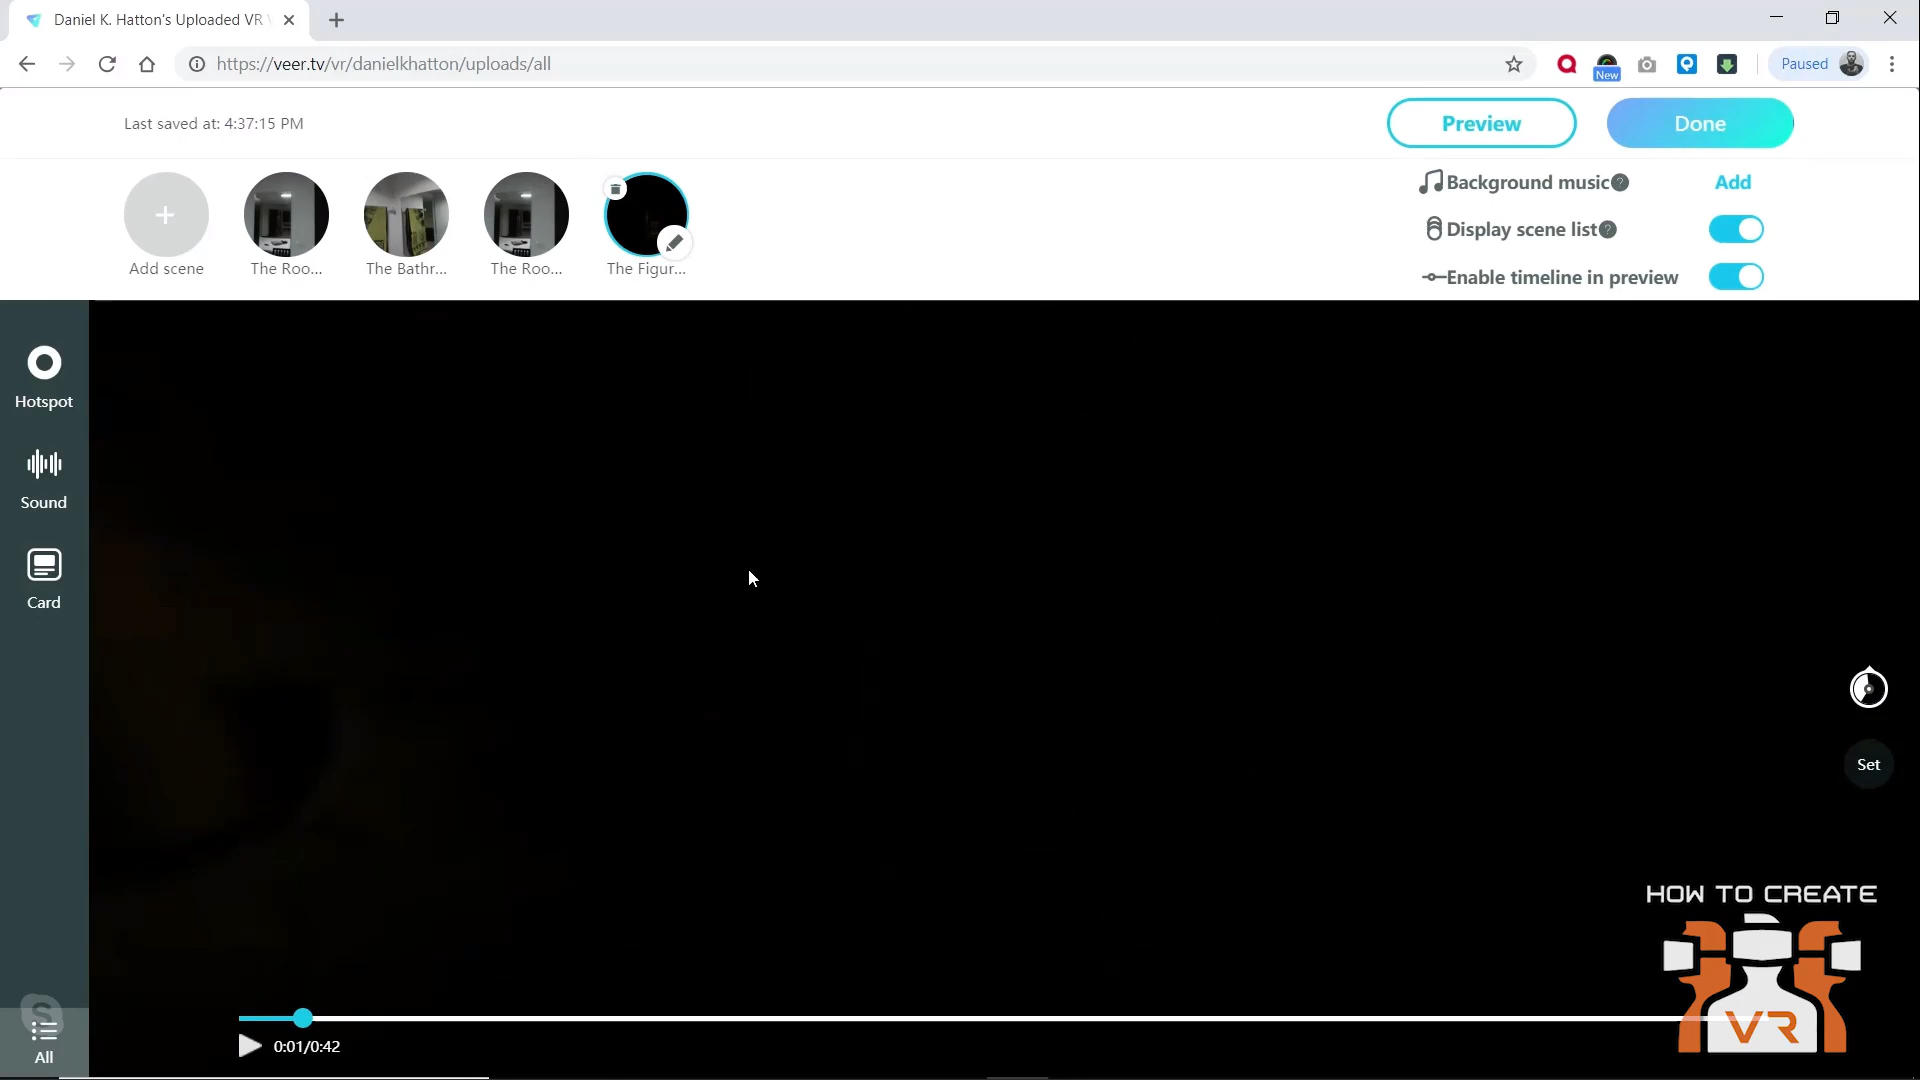 Daniel K. Hatton's Uploaded VR V
https://veer.tv/vr/danielkhatton/uploads/all
New
Paused
Last saved at: 4:37:15 PM
Preview
Done
Background music
Add
Display scene list
Enable timeline in preview
Add scene
The Roo...
The Bathr...
The Roo...
The Figur...
Hotspot
Sound
Card
All
Set
HOW TO CREATE
VR
0:01/0:42